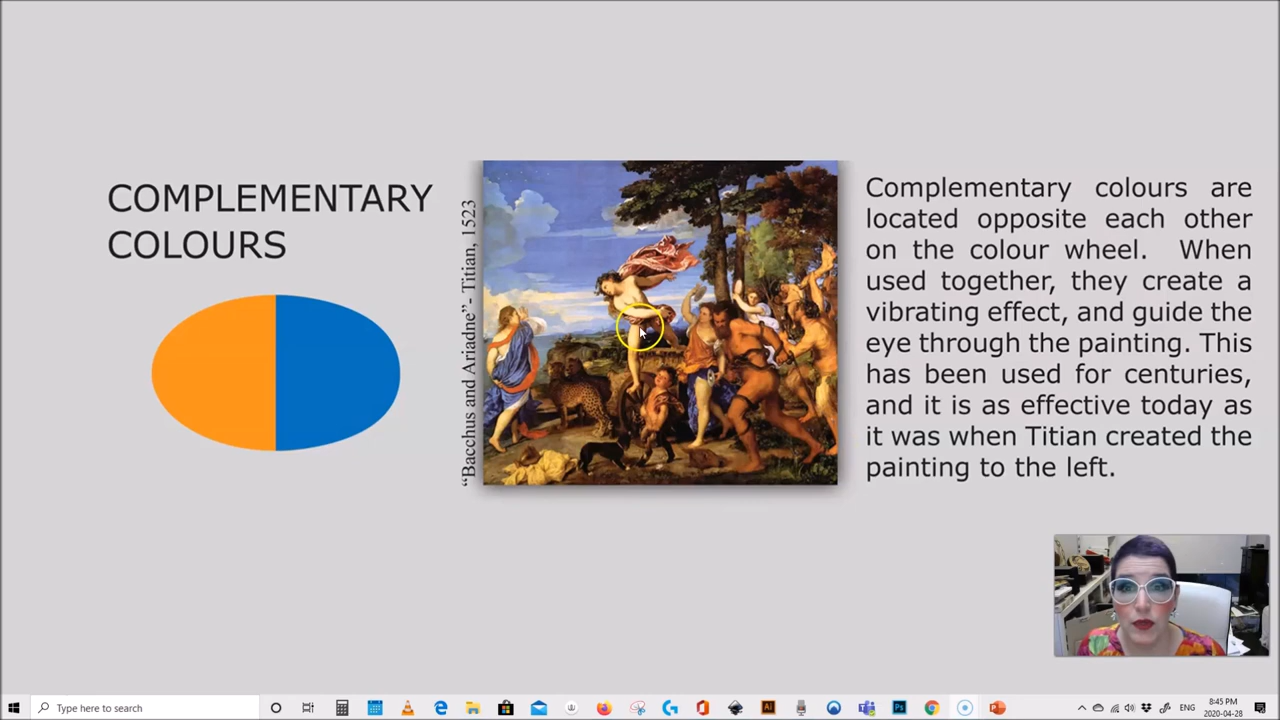 COMPLEMENTARY
COLOURS
“Bacchus and Ariadne”- Titian, 1523
Complementary colours are
located opposite each other
on the colour wheel. When
used together, they create a
vibrating effect, and guide the
eye through the painting. This
has been used for centuries,
and it is as effective today as
it was when Titian created the
painting to the left.
Type here to search
ENG
8:45 PM
2020-04-28